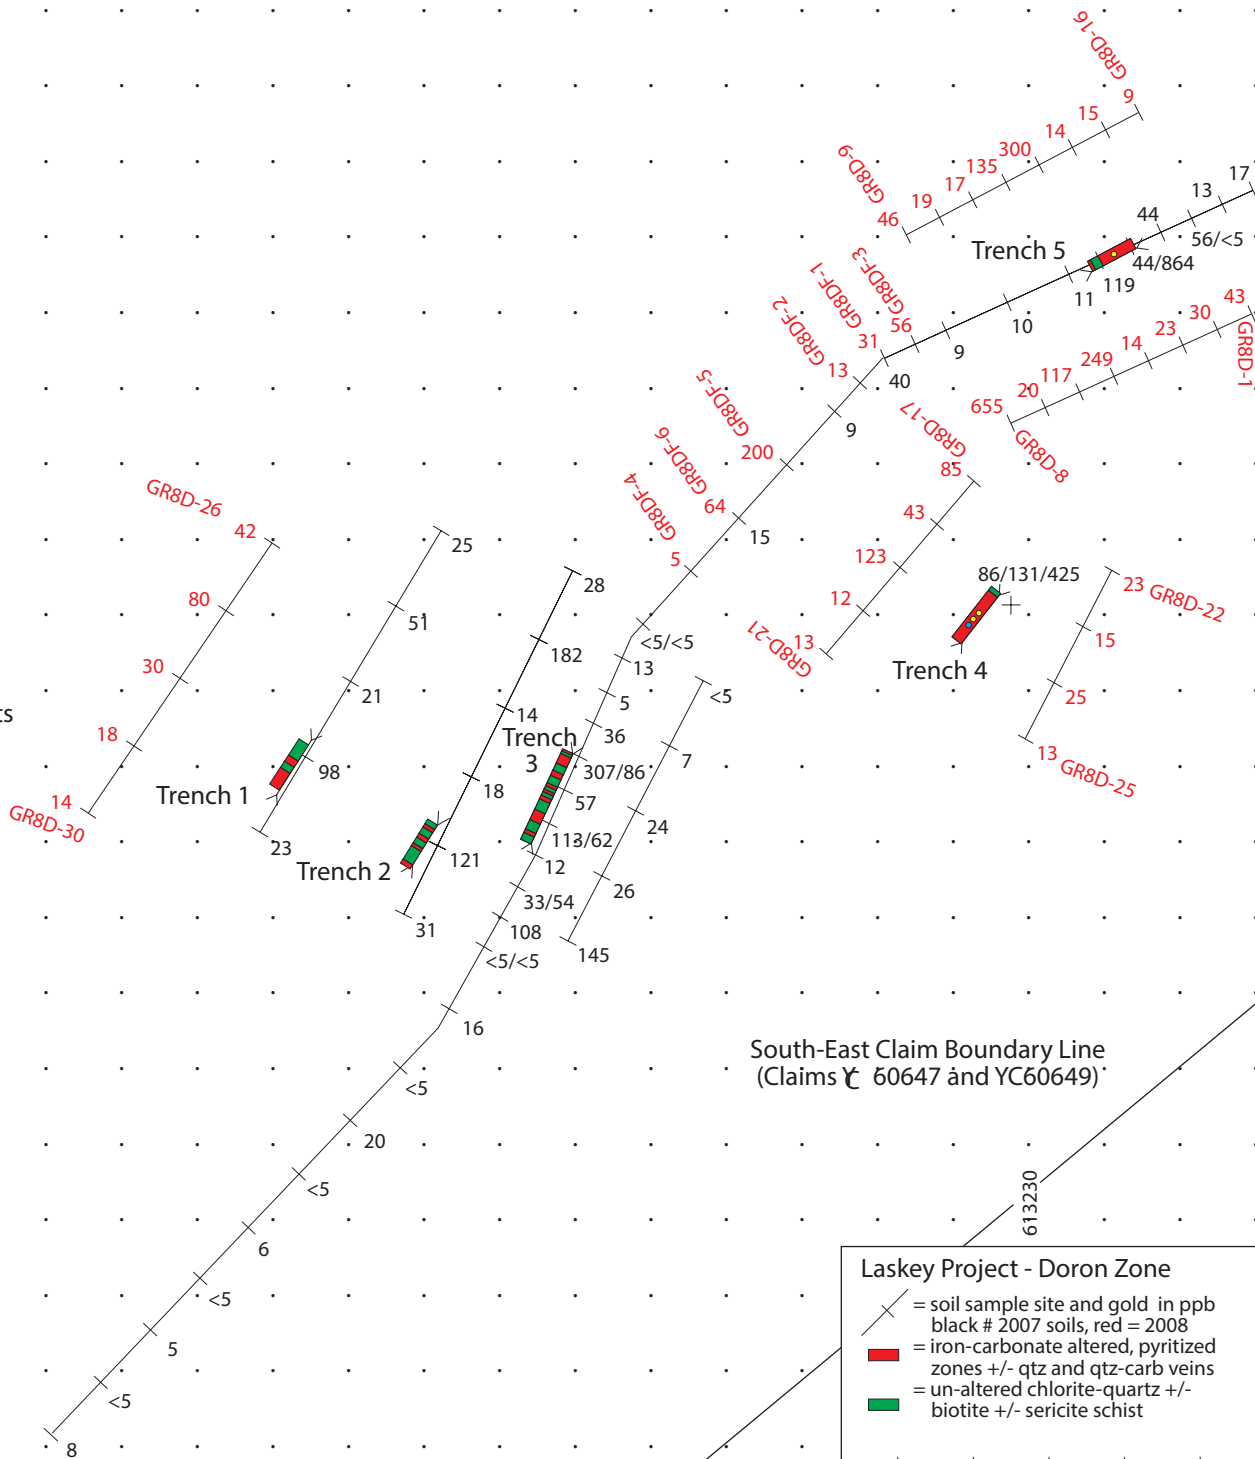 GR8D-16
9
15
14
300
135
17
19
46
GR8D-9
17
13
44
56/<5
Trench 5
44/864
119
11
10
9
40
GR8DF-3
56
GR8DF-1
31
GR8DF-2
13
9
43
30
23
14
249
117
20
655
GR8D-1
GR8D-8
GR8DF-5
200
GR8DF-6
64
15
GR8DF-4
5
GR8D-17
85
43
123
12
13
GR8D-21
86/131/425
Trench 4
23 GR8D-22
15
25
13 GR8D-25
GR8D-26
42
80
30
18
14
GR8D-30
25
51
21
98
23
Trench 1
28
182
14
18
121
31
Trench 2
<5/<5
13
5
36
Trench
3
307/86
57
113/62
12
33/54
108
<5/<5
16
<5
20
<5
6
<5
5
<5
8
<5
7
24
26
145
ts
South-East Claim Boundary Line
(Claims YC 60647 and YC60649)
613230
Laskey Project - Doron Zone
= soil sample site and gold in ppb
black # 2007 soils, red = 2008
= iron-carbonate altered, pyritized
zones +/- qtz and qtz-carb veins
= un-altered chlorite-quartz +/-
biotite +/- sericite schist